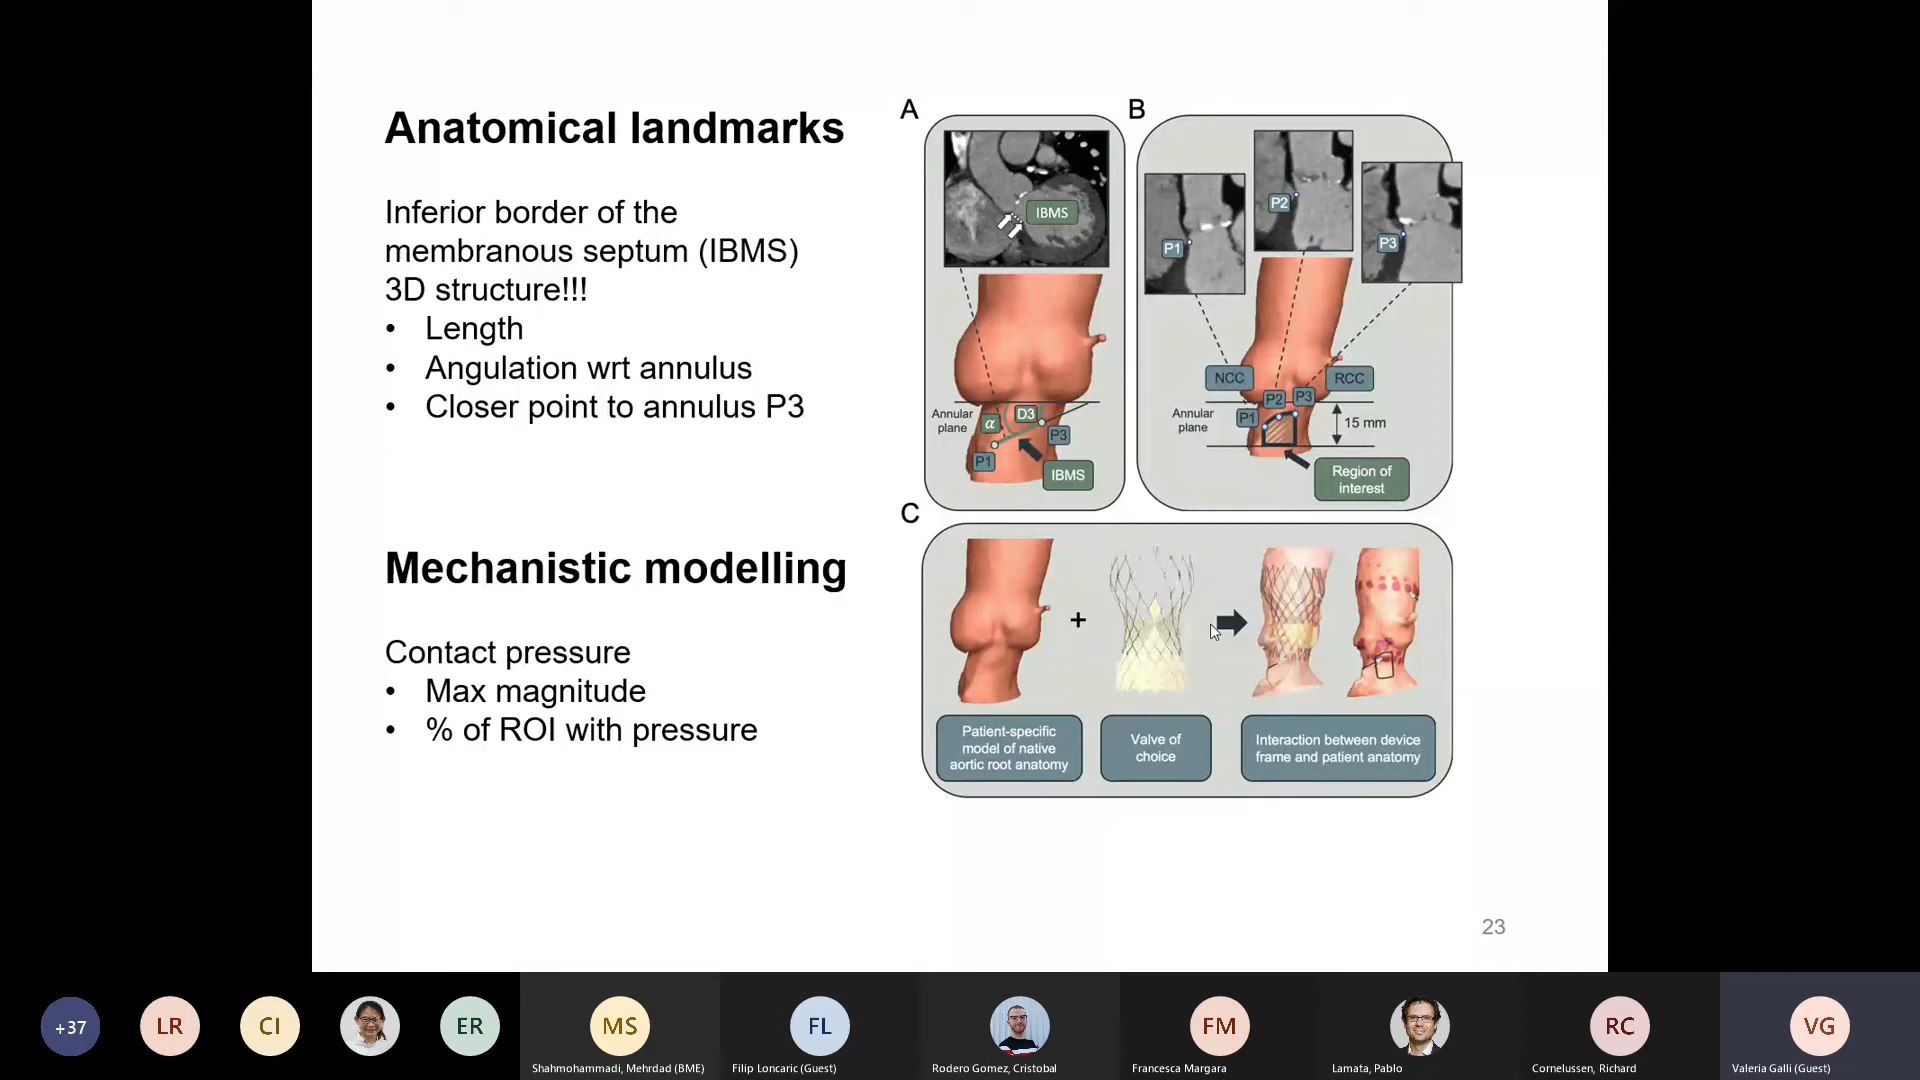 Anatomical landmarks
Inferior border of the
membranous septum (IBMS)
3D structure!!!
• Length
• Angulation wrt annulus
• Closer point to annulus P3
Mechanistic modelling
Contact pressure
• Max magnitude
• % of ROI with pressure
A
IBMS
Annular
plane
α
D3
P3
P1
IBMS
B
P1
P2
P3
NCC
RCC
P2
P3
P1
Annular
plane
15 mm
Region of
interest
C
+
Patient-specific
model of native
aortic root anatomy
Valve of
choice
Interaction between device
frame and patient anatomy
23
+37
LR
CI
ER
MS
FL
FM
RC
VG
Shahmohammadi, Mehrdad (BME)
Filip Loncaric (Guest)
Rodero Gomez, Cristobal
Francesca Margara
Lamata, Pablo
Cornelussen, Richard
Valeria Galli (Guest)